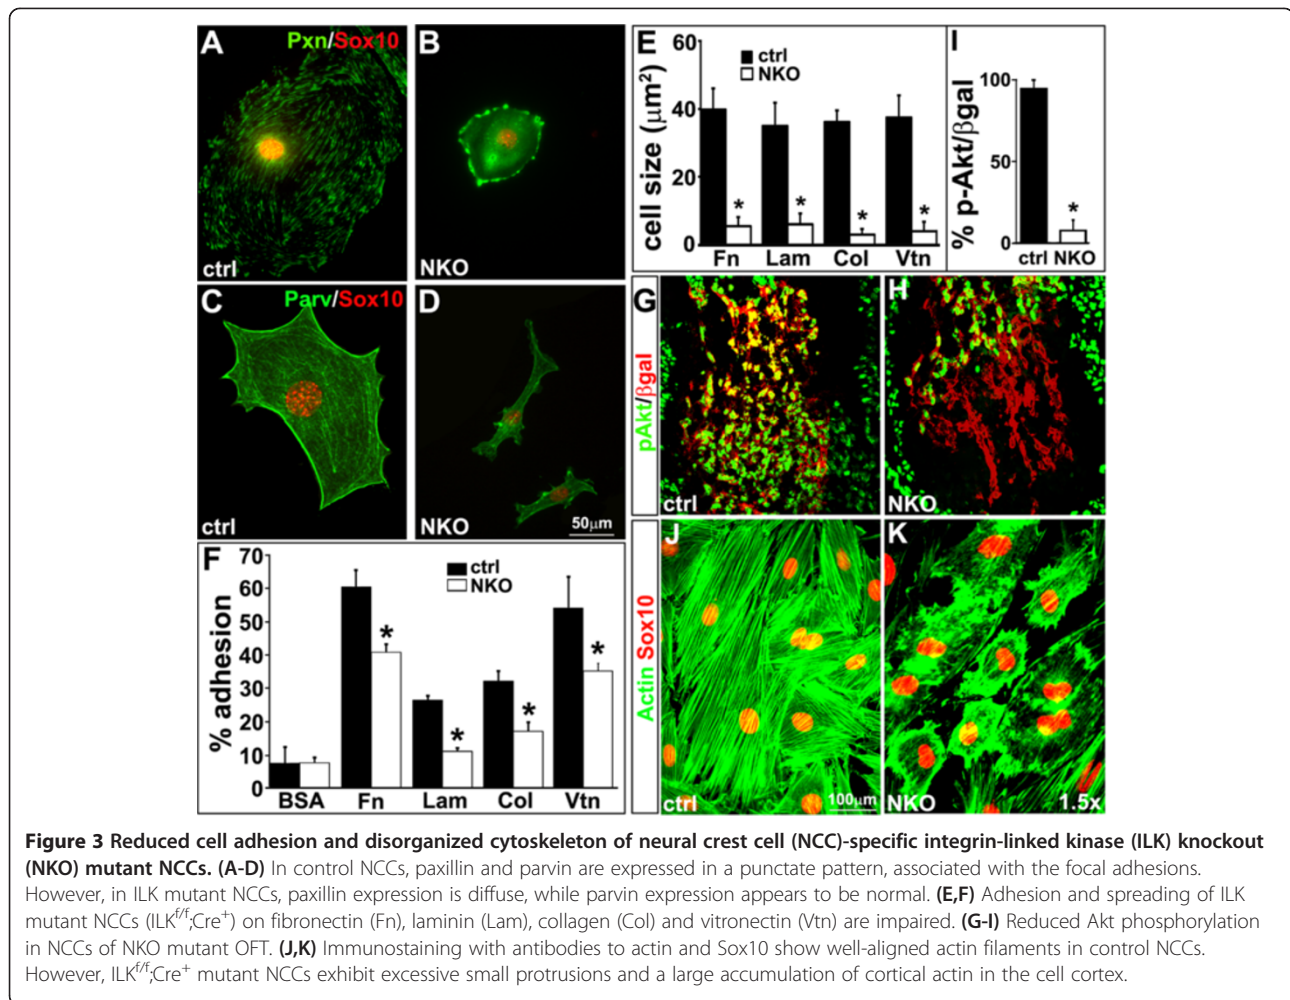 A Pxn/Sox10
ctrl
B
NKO
C Parv/Sox10
ctrl
D
NKO
50μm
E
cell size (μm²)
60
40
20
0
ctrl
NKO
*
*
*
*
Fn Lam Col Vtn
I
% p-Akt/βgal
100
50
0
*
ctrl NKO
F
% adhesion
70
60
50
40
30
20
10
0
ctrl
NKO
*
*
*
*
BSA Fn Lam Col Vtn
pAkt/βgal
G
ctrl
H
NKO
Actin Sox10
J
ctrl
100μm
K
NKO
1.5x
Figure 3 Reduced cell adhesion and disorganized cytoskeleton of neural crest cell (NCC)-specific integrin-linked kinase (ILK) knockout
(NKO) mutant NCCs. (A-D) In control NCCs, paxillin and parvin are expressed in a punctate pattern, associated with the focal adhesions.
However, in ILK mutant NCCs, paxillin expression is diffuse, while parvin expression appears to be normal. (E,F) Adhesion and spreading of ILK
mutant NCCs (ILK^f/f;Cre⁺) on fibronectin (Fn), laminin (Lam), collagen (Col) and vitronectin (Vtn) are impaired. (G-I) Reduced Akt phosphorylation
in NCCs of NKO mutant OFT. (J,K) Immunostaining with antibodies to actin and Sox10 show well-aligned actin filaments in control NCCs.
However, ILK^f/f;Cre⁺ mutant NCCs exhibit excessive small protrusions and a large accumulation of cortical actin in the cell cortex.